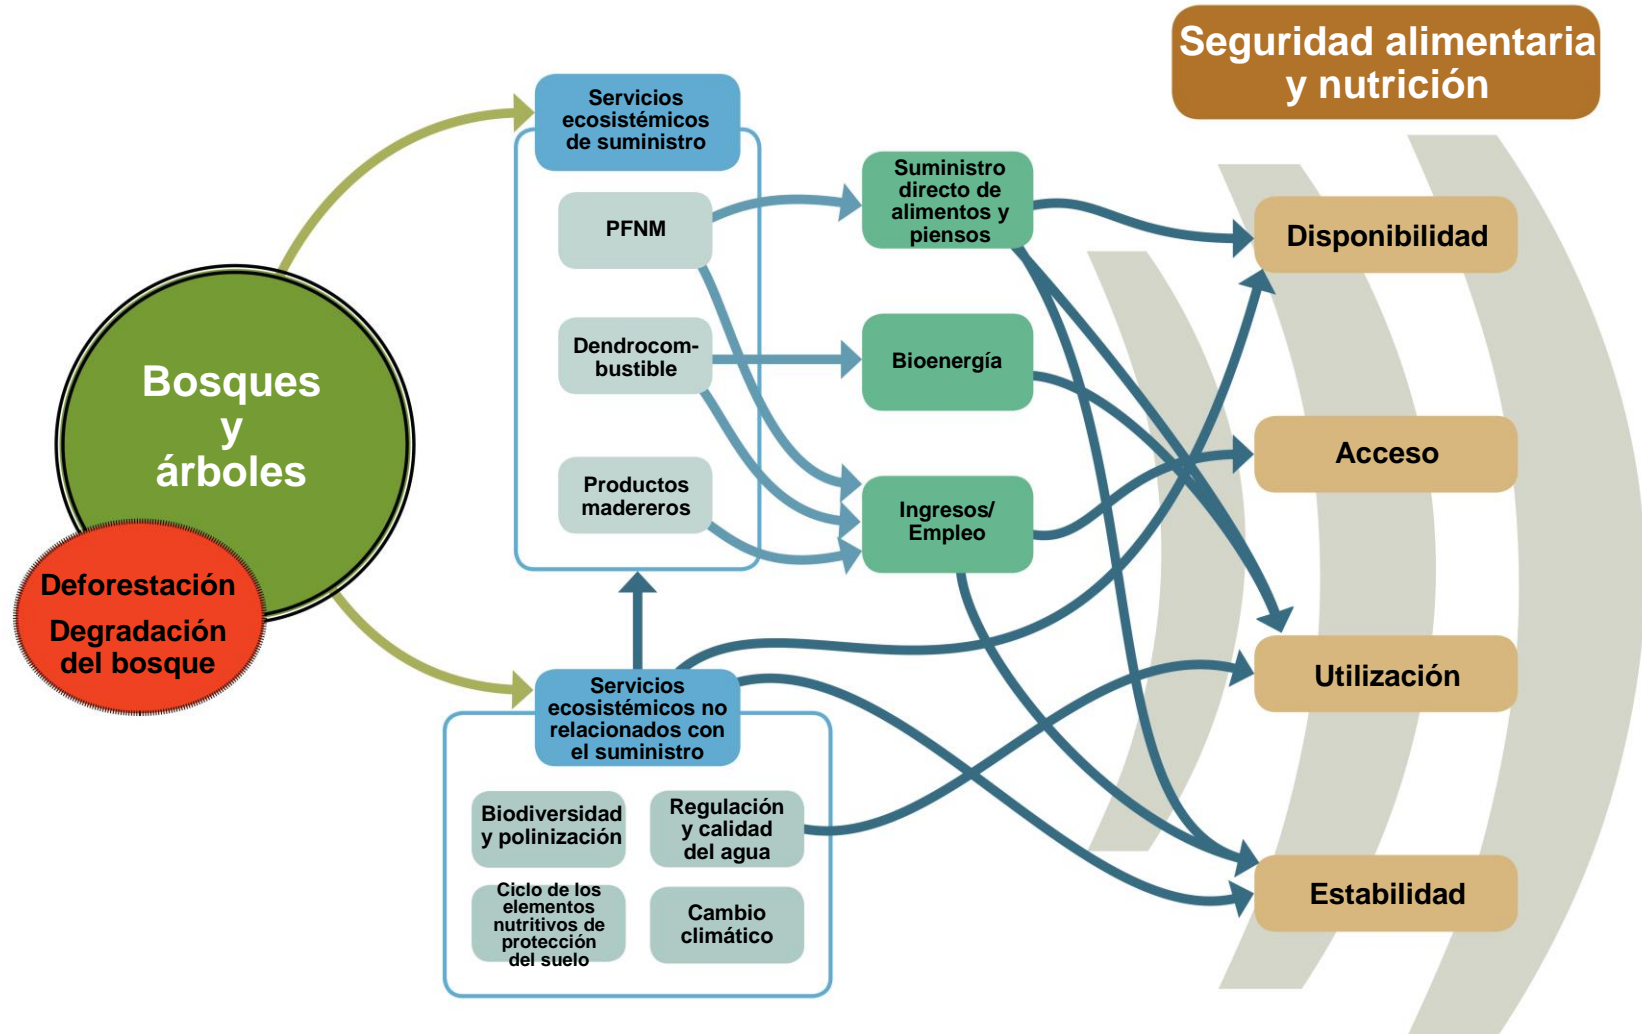 Seguridad alimentaria
y nutrición
Servicios
ecosistémicos
de suministro
PFNM
Dendrocom-
bustible
Productos
madereros
Suministro
directo de
alimentos y
piensos
Bioenergía
Ingresos/
Empleo
Disponibilidad
Acceso
Utilización
Estabilidad
Bosques
y
árboles
Deforestación
Degradación
del bosque
Servicios
ecosistémicos no
relacionados con
el suministro
Biodiversidad
y polinización
Regulación
y calidad
del agua
Ciclo de los
elementos
nutritivos de
protección
del suelo
Cambio
climático